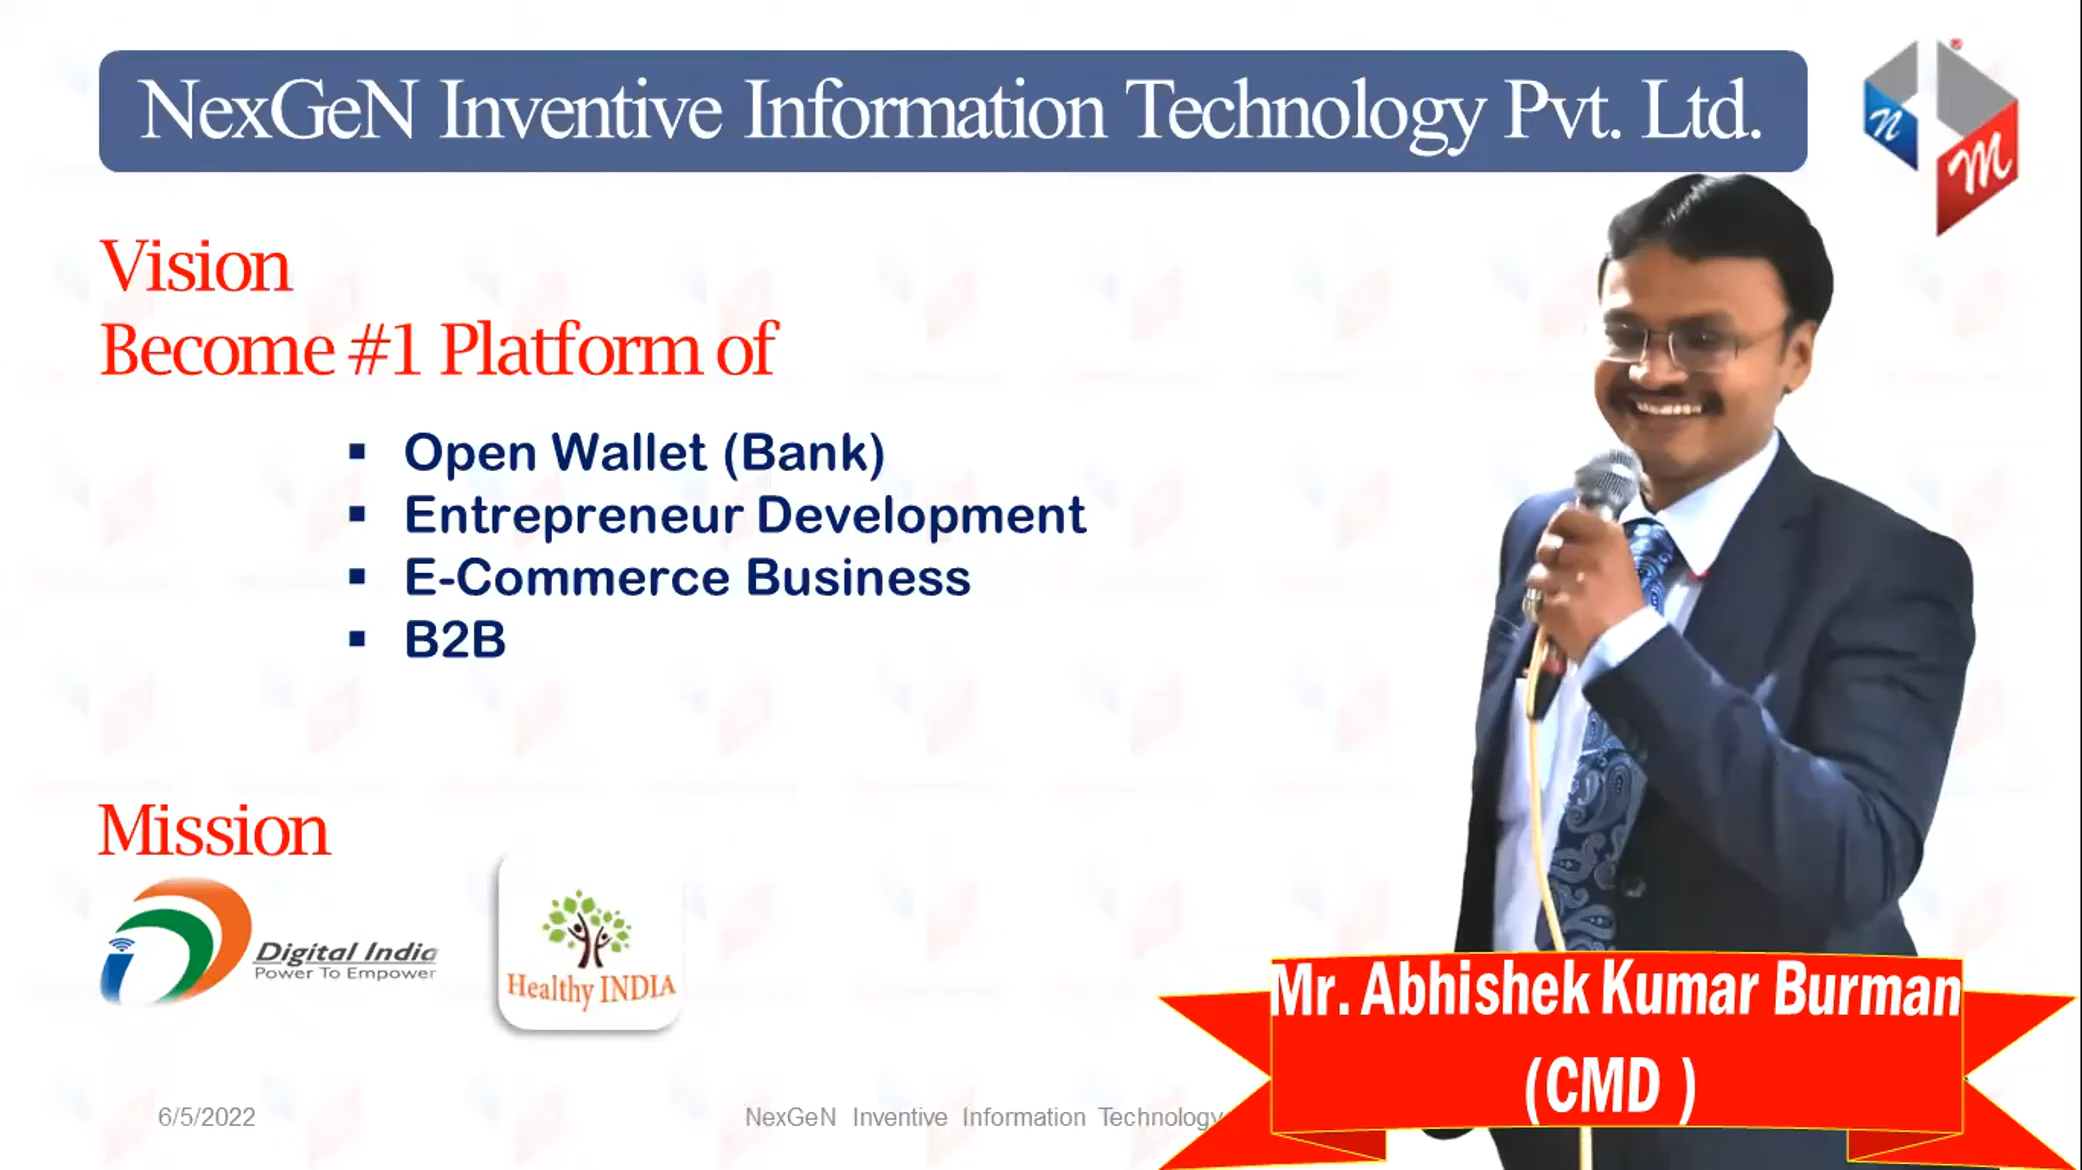 NexGeN Inventive Information Technology Pvt. Ltd.
n
m
Vision
Become #1 Platform of
Open Wallet (Bank)
Entrepreneur Development
E-Commerce Business
B2B
Mission
Digital India
Power To Empower
Healthy INDIA
Mr. Abhishek Kumar Burman
(CMD )
6/5/2022
NexGeN Inventive Information Technology